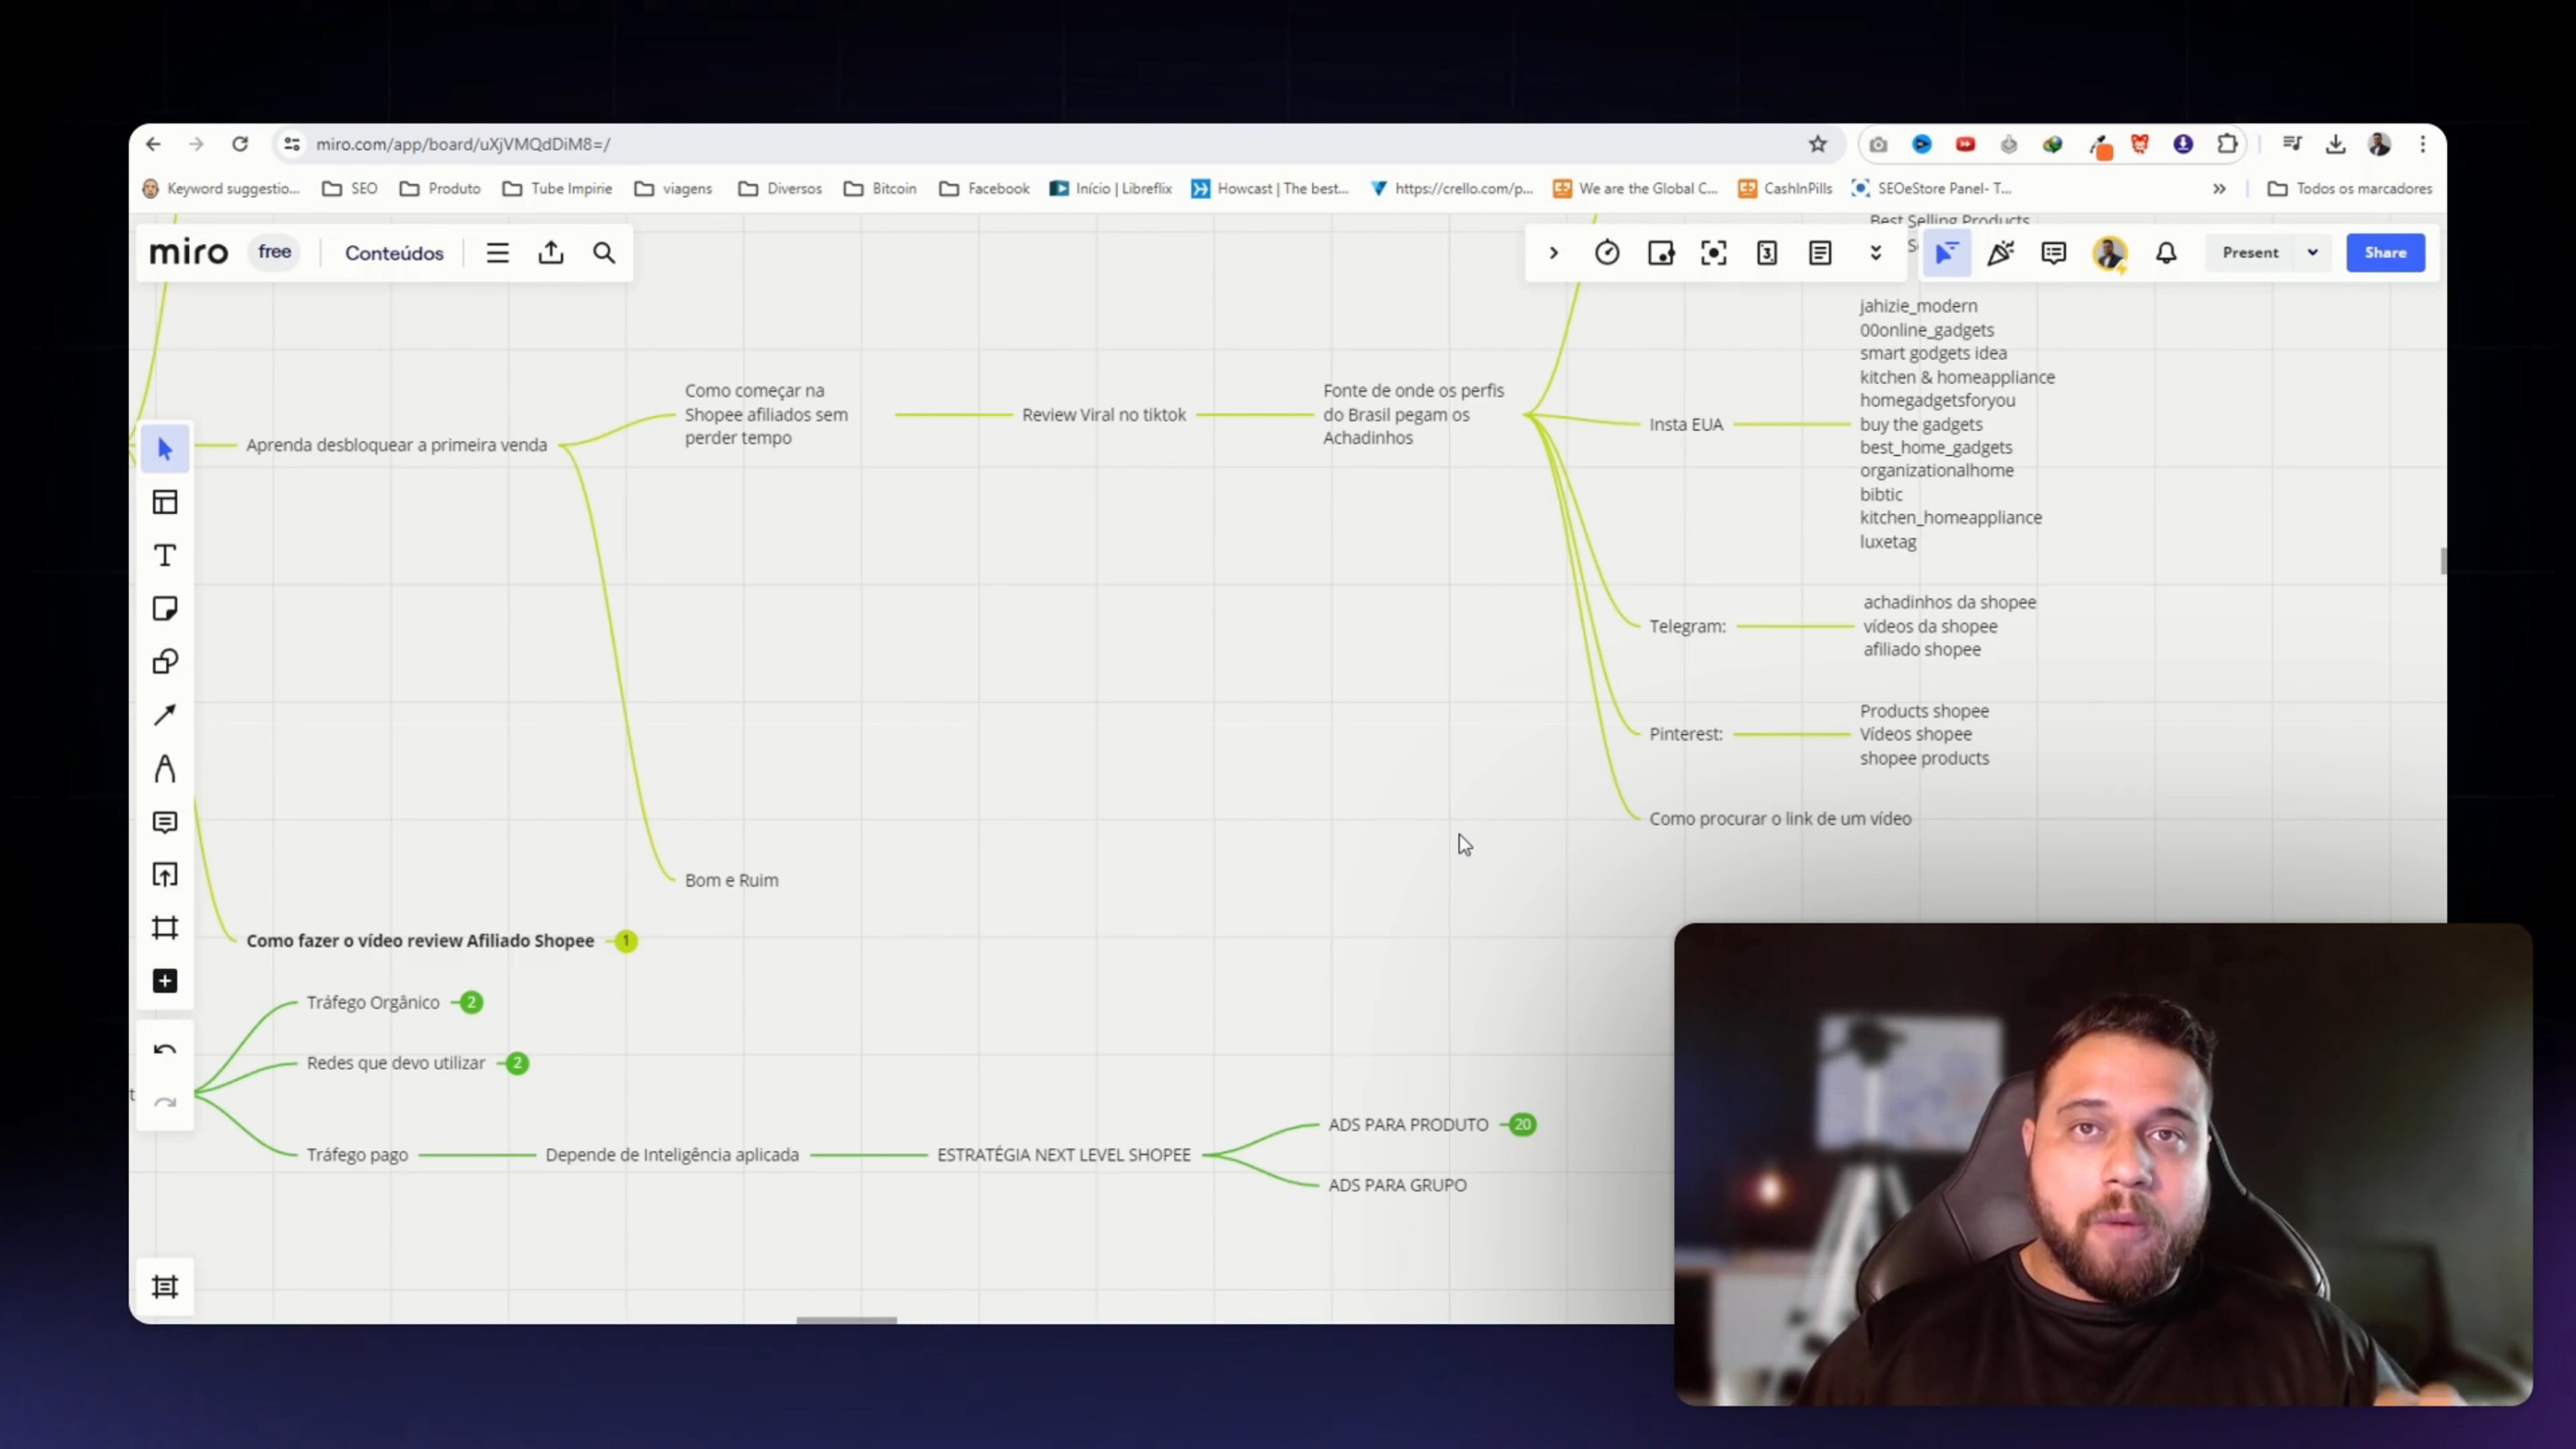 miro.com/app/board/uXjVMQdDiM8=/
Keyword suggestio...
SEO
Produto
Tube Impirie
viagens
Diversos
Bitcoin
Facebook
Início | Libreflix
Howcast | The best...
https://crello.com/p...
We are the Global C...
CashInPills
SEOeStore Panel- T...
»
Todos os marcadores
miro
free
Conteúdos
Present
Share
Best Selling Products
jahizie_modern
00online_gadgets
smart godgets idea
kitchen & homeappliance
homegadgetsforyou
buy the gadgets
best_home_gadgets
organizationalhome
bibtic
kitchen_homeappliance
luxetag
Insta EUA
Como começar na
Shopee afiliados sem
perder tempo
Review Viral no tiktok
Fonte de onde os perfis
do Brasil pegam os
Achadinhos
Aprenda desbloquear a primeira venda
Telegram:
achadinhos da shopee
vídeos da shopee
afiliado shopee
Pinterest:
Products shopee
Vídeos shopee
shopee products
Como procurar o link de um vídeo
Bom e Ruim
Como fazer o vídeo review Afiliado Shopee
1
Tráfego Orgânico
2
Redes que devo utilizar
2
Tráfego pago
Depende de Inteligência aplicada
ESTRATÉGIA NEXT LEVEL SHOPEE
ADS PARA PRODUTO
20
ADS PARA GRUPO